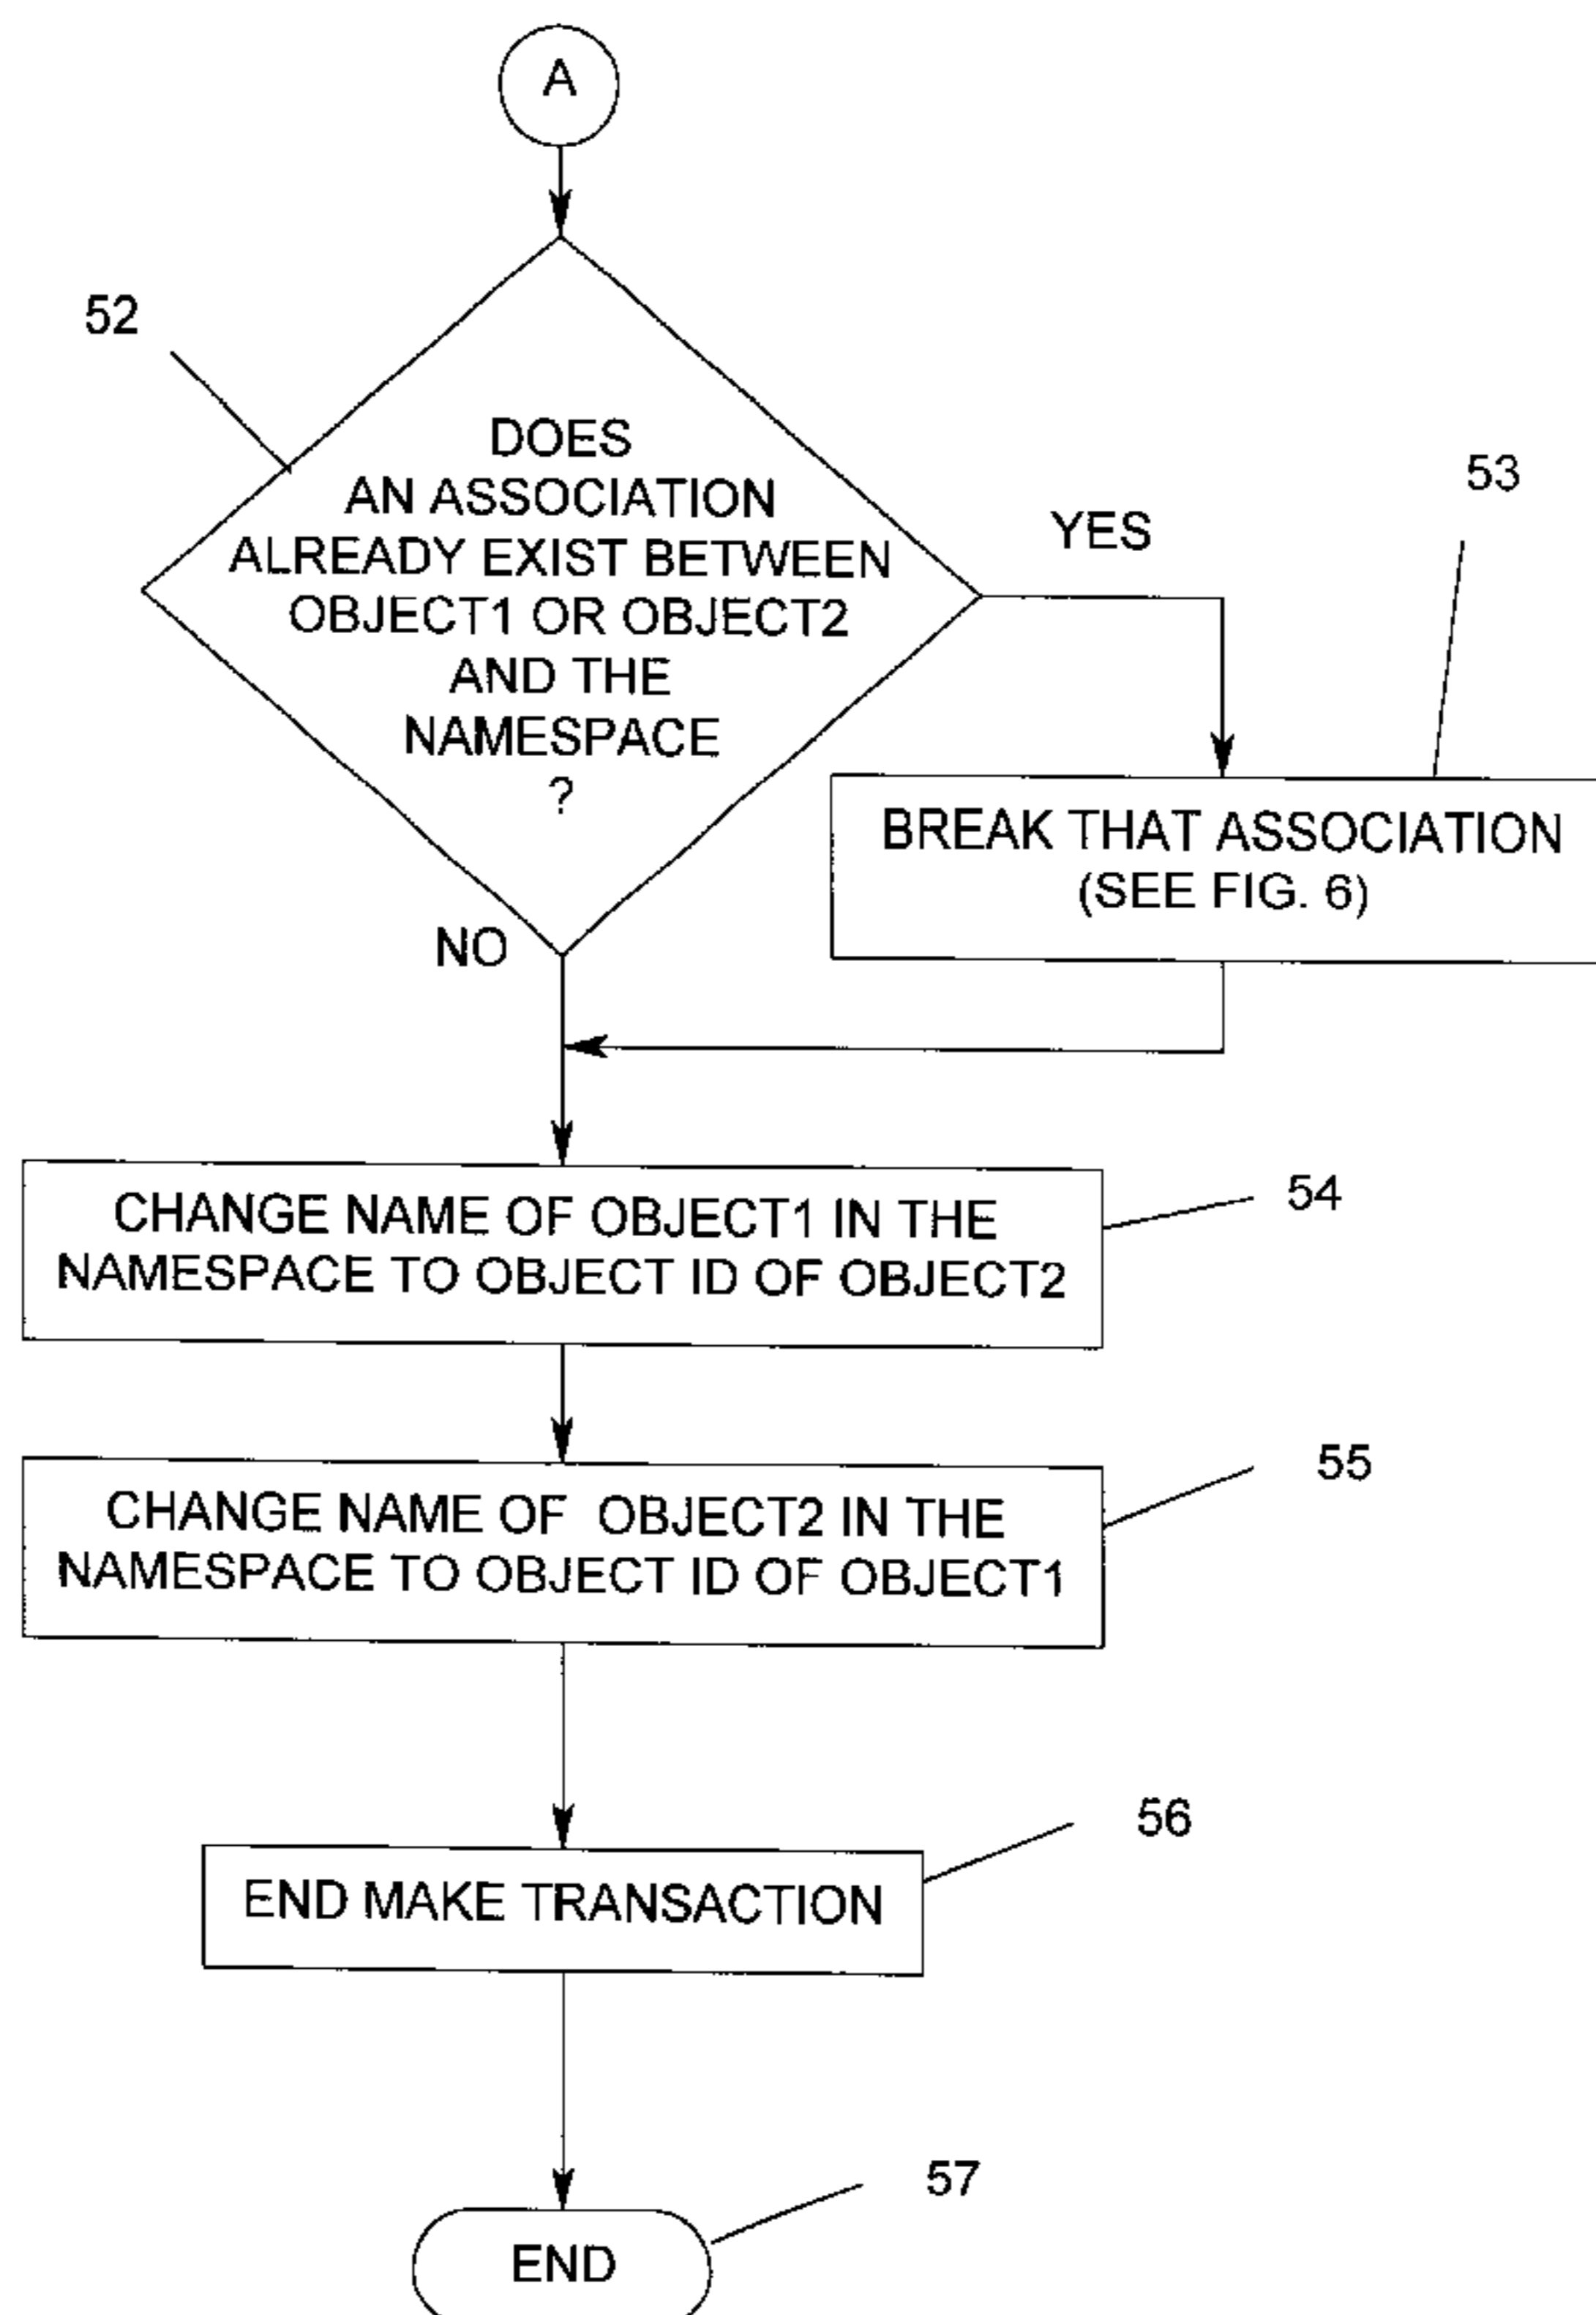 A
52
DOES
AN ASSOCIATION
ALREADY EXIST BETWEEN
OBJECT1 OR OBJECT2
AND THE
NAMESPACE
?
YES
53
BREAK THAT ASSOCIATION
(SEE FIG. 6)
NO
CHANGE NAME OF OBJECT1 IN THE
NAMESPACE TO OBJECT ID OF OBJECT2
54
CHANGE NAME OF OBJECT2 IN THE
NAMESPACE TO OBJECT ID OF OBJECT1
55
END MAKE TRANSACTION
56
END
57